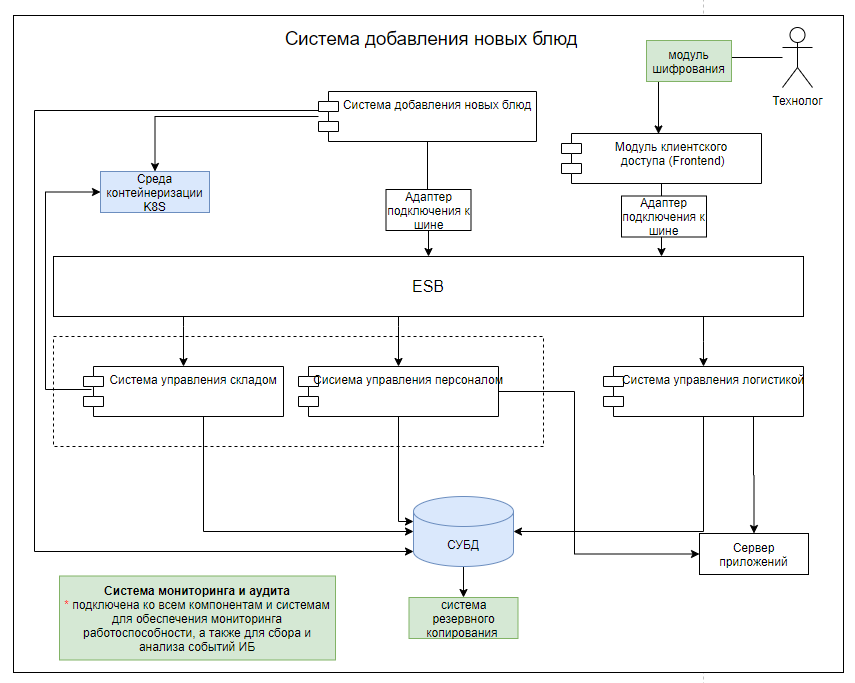 Система добавления новых блюд
модуль
шифрования
Технолог
Система добавления новых блюд
Модуль клиентского
доступа (Frontend)
Среда
контейнеризации
K8S
Адаптер
подключения к
шине
Адаптер
подключения к
шине
ESB
Система управления складом
Сисиема управления персоналом
Система управления логистикой
СУБД
Сервер
приложений
Система мониторинга и аудита
* подключена ко всем компонентам и системам
для обеспечения мониторинга
работоспособности, а также для сбора и
анализа событий ИБ
система
резервного
копирования